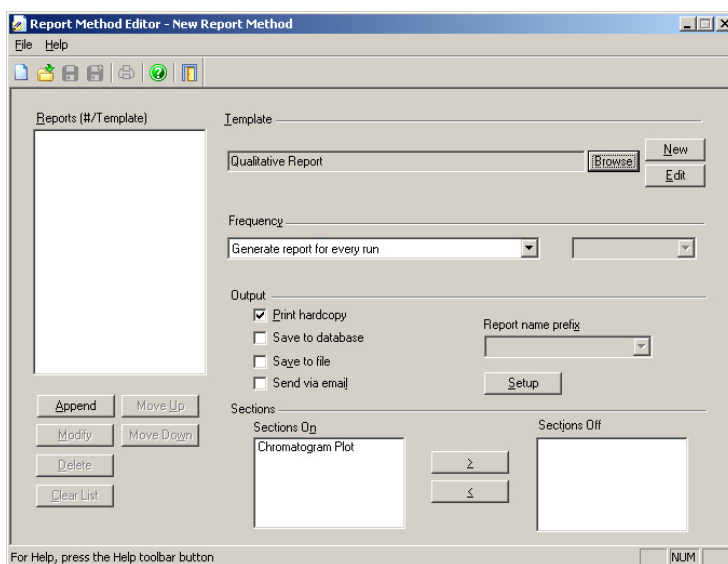 Report Method Editor - New Report Method
File Help
Reports (#/Template)
Template
Qualitative Report
Browse
New
Edit
Frequency
Generate report for every run
Output
Print hardcopy
Save to database
Save to file
Send via email
Report name prefix
Setup
Append
Move Up
Modify
Move Down
Delete
Clear List
Sections
Sections On
Chromatogram Plot
≥
≤
Sections Off
For Help, press the Help toolbar button
NUM